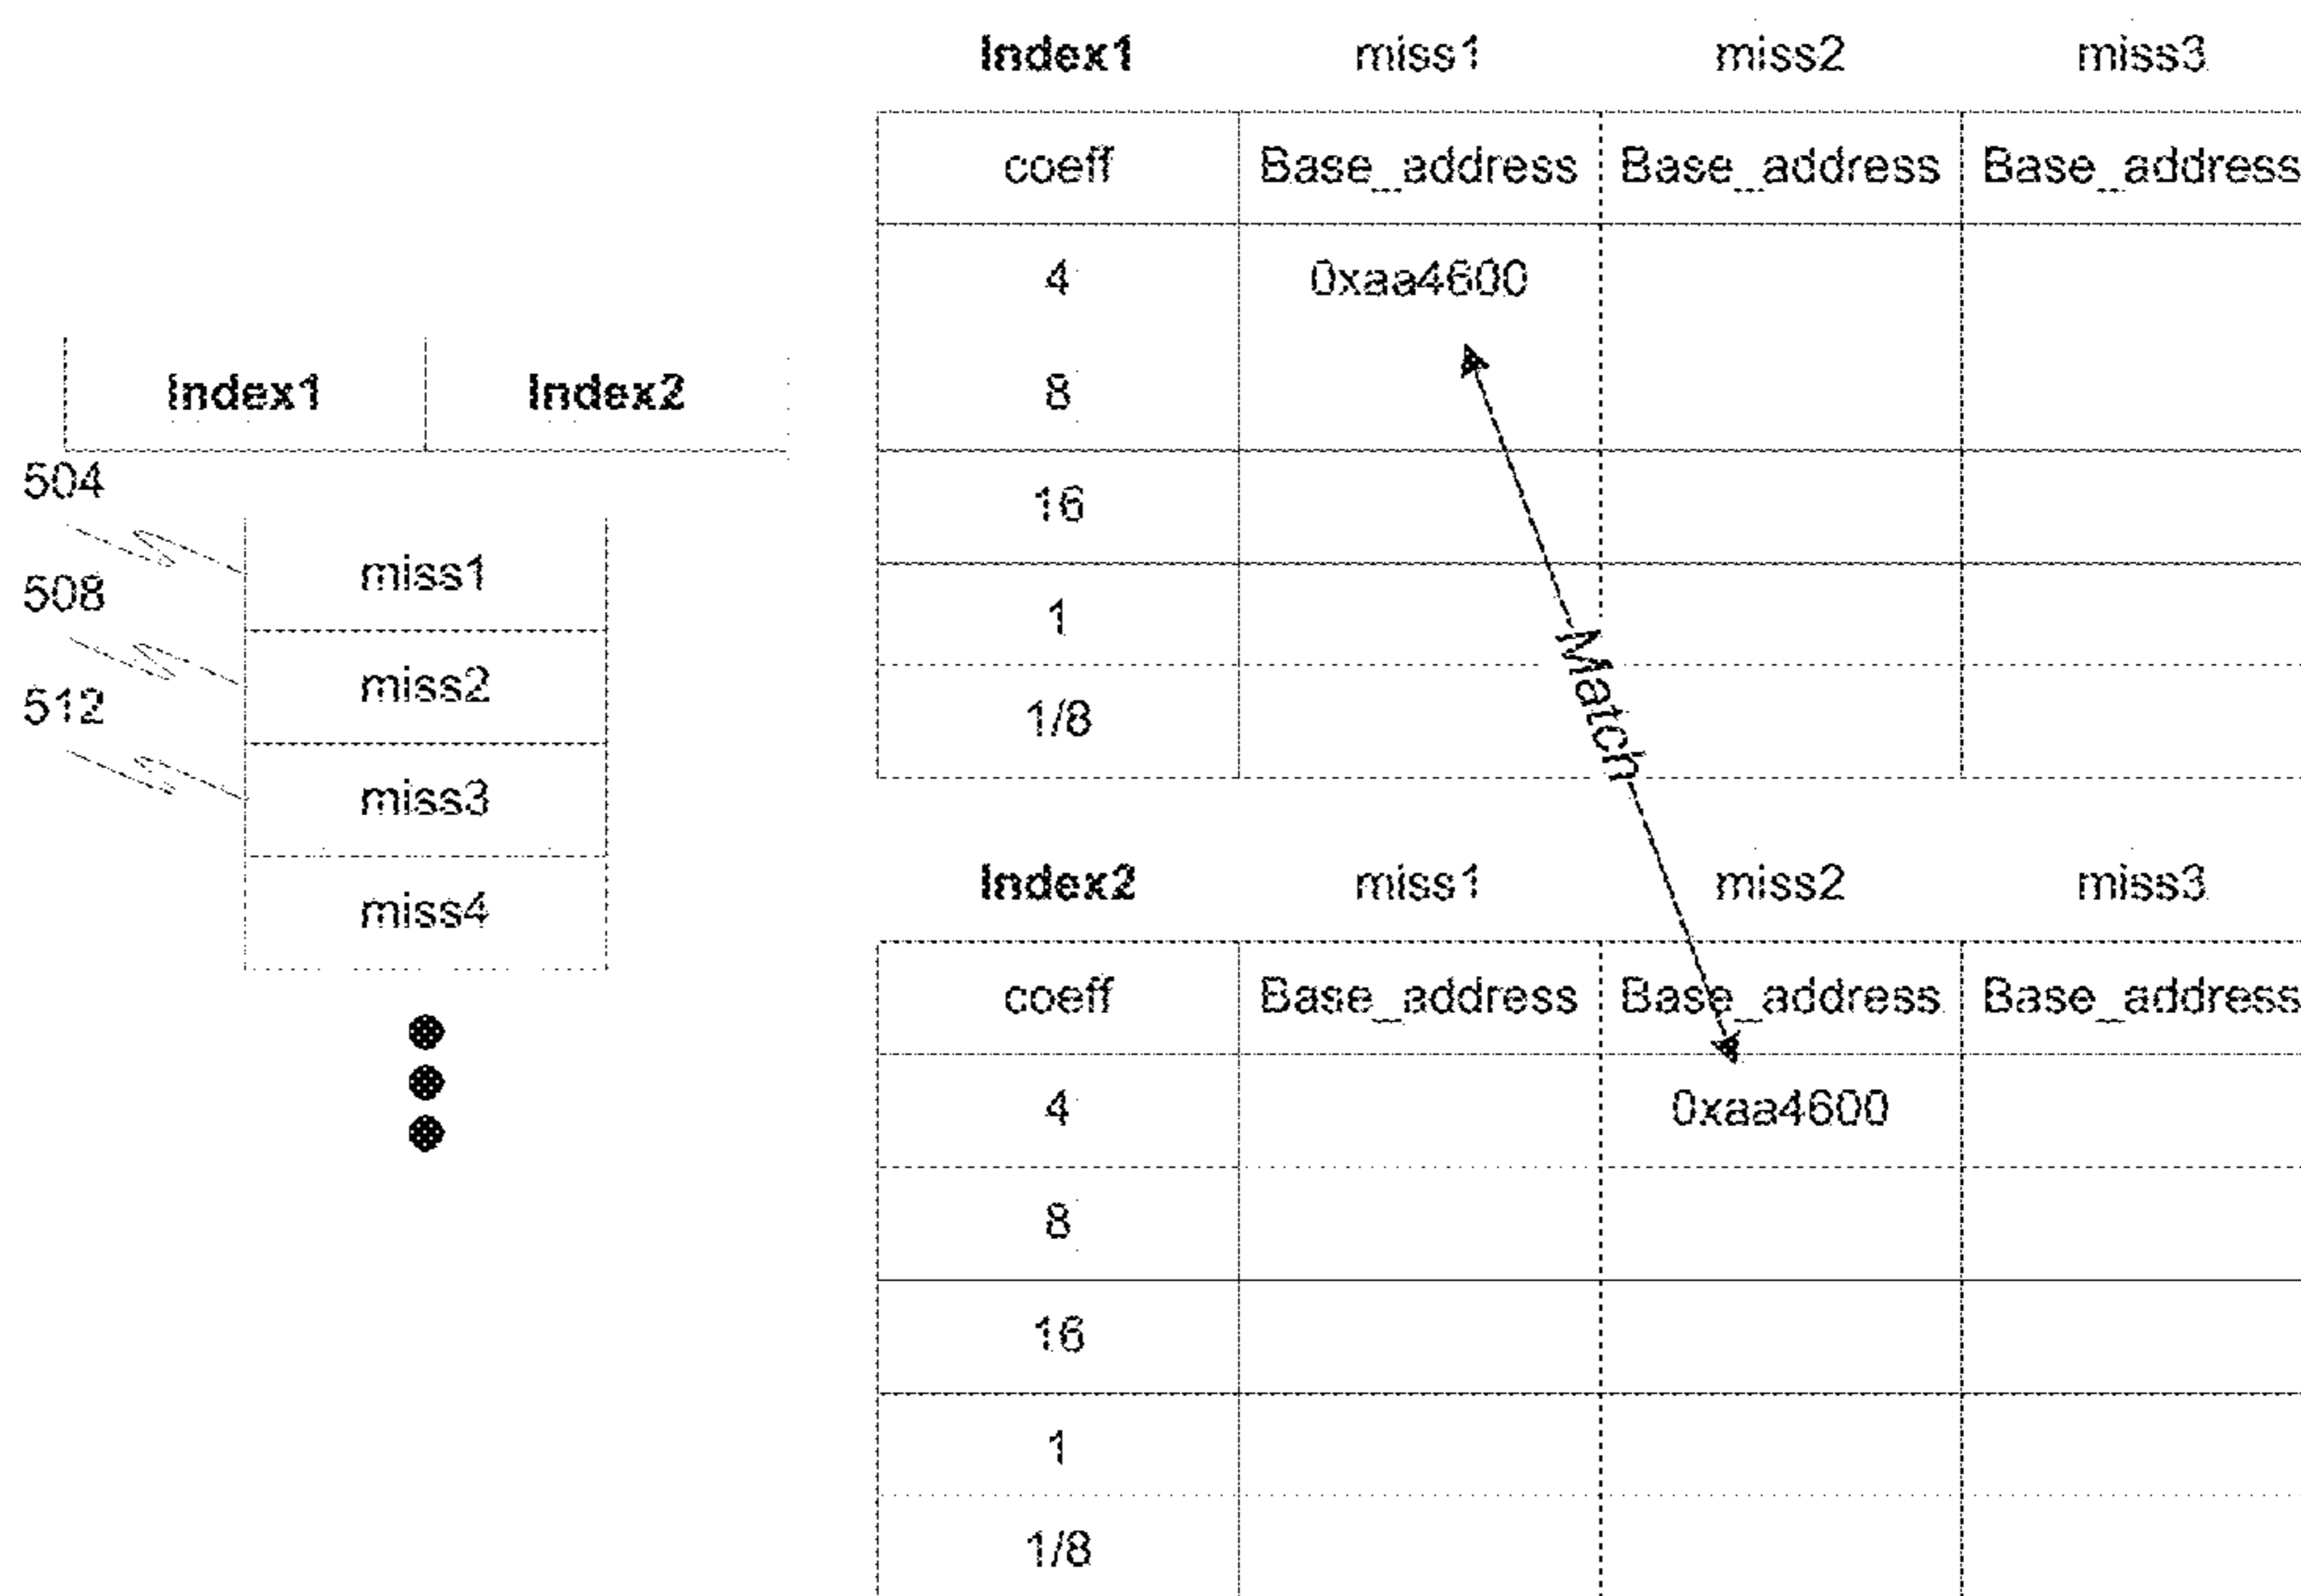 Index1 Index2
504
miss1
508
miss2
512
miss3
miss4
Index1 miss1 miss2 miss3
coeff Base_address Base_address Base_address
4 0xaa4600
8
16
1
1/8
Match
Index2 miss1 miss2 miss3
coeff Base_address Base_address Base_address
4 0xaa4600
8
16
1
1/8